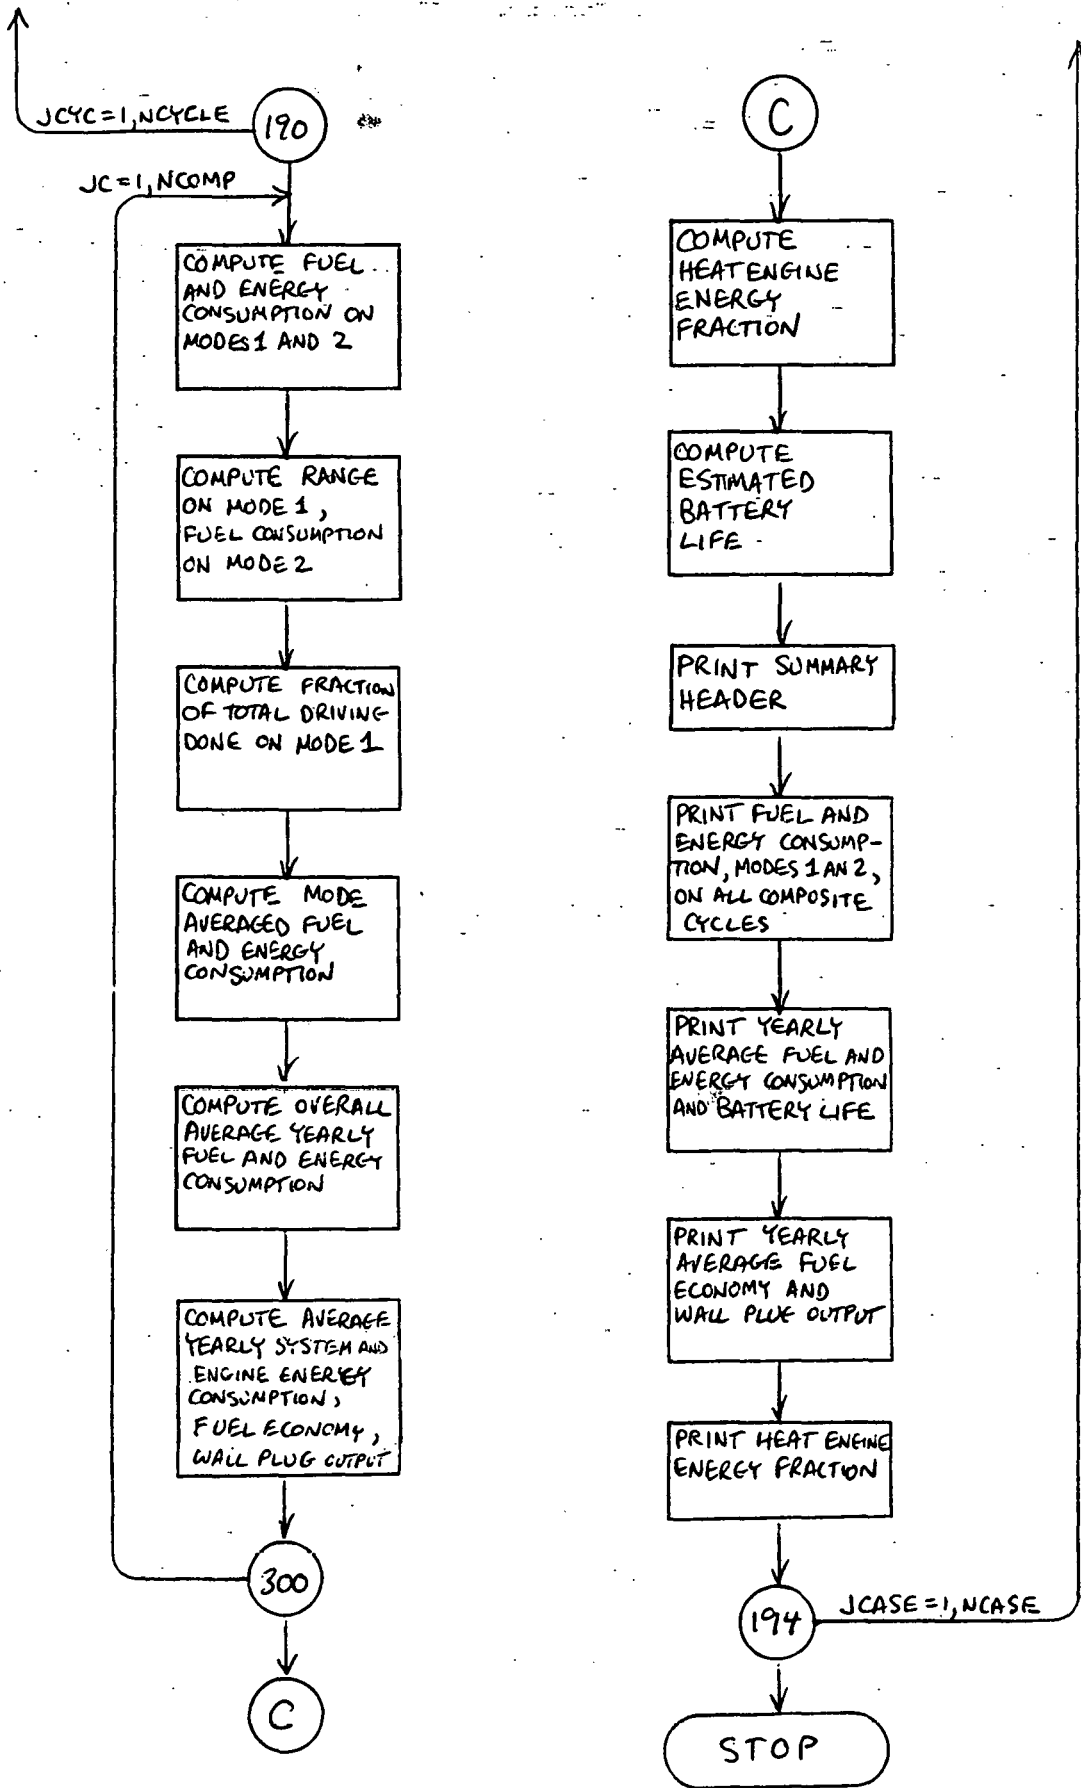 JCYC=1,NCYCLE
190
JC=1,NCOMP
COMPUTE FUEL
AND ENERGY
CONSUMPTION ON
MODES 1 AND 2
COMPUTE RANGE
ON MODE 1,
FUEL CONSUMPTION
ON MODE 2
COMPUTE FRACTION
OF TOTAL DRIVING
DONE ON MODE 1
COMPUTE MODE
AVERAGED FUEL
AND ENERGY
CONSUMPTION
COMPUTE OVERALL
AVERAGE YEARLY
FUEL AND ENERGY
CONSUMPTION
COMPUTE AVERAGE
YEARLY SYSTEM AND
ENGINE ENERGY
CONSUMPTION,
FUEL ECONOMY,
WALL PLUG OUTPUT
300
C
C
COMPUTE
HEAT ENGINE
ENERGY
FRACTION
COMPUTE
ESTIMATED
BATTERY
LIFE
PRINT SUMMARY
HEADER
PRINT FUEL AND
ENERGY CONSUMP-
TION, MODES 1 AN 2,
ON ALL COMPOSITE
CYCLES
PRINT YEARLY
AVERAGE FUEL AND
ENERGY CONSUMPTION
AND BATTERY LIFE
PRINT YEARLY
AVERAGE FUEL
ECONOMY AND
WALL PLUG OUTPUT
PRINT HEAT ENGINE
ENERGY FRACTION
194
JCASE=1,NCASE
STOP